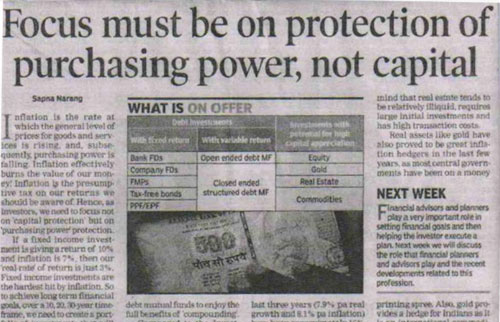 Focus must be on protection of
purchasing power, not capital
Sapna Narang
Inflation is the rate at
which the general level of
prices for goods and serv-
ices is rising, and, subse-
quently, purchasing power is
falling. Inflation effectively
burns the value of our mon-
ey! Inflation is the presump-
tive tax on our returns we
should be aware of. Hence, as
investors, we need to focus not
on 'capital protection' but on
'purchasing power' protection.
If a fixed income invest-
ment is giving a return of 10%
and inflation is 7%, then our
'real rate' of return is just 3%.
Fixed income investments are
the hardest hit by inflation. So
to achieve long term financial
goals, over a 10, 20, 30-year time-
frame, we need to create a port-
WHAT IS ON OFFER
Debt investments
Investments with
potential for high
capital appreciation
With fixed return
With variable return
Bank FDs
Open ended debt MF
Equity
Company FDs
Closed ended
structured debt MF
Gold
FMPs
Real Estate
Tax-free bonds
Commodities
PPF/EPF
500
debt mutual funds to enjoy the
full benefits of 'compounding'
last three years (7.9% pa real
growth and 8.1% pa inflation)
mind that real estate tends to
be relatively illiquid, requires
large initial investments and
has high transaction costs.
Real assets like gold have
also proved to be great infla-
tion hedges in the last few
years, as most central govern-
ments have been on a money
NEXT WEEK
Financial advisors and planners
play a very important role in
setting financial goals and then
helping the investor execute a
plan. Next week we will discuss
the role that financial planners
and advisors play and the recent
developments related to this
profession.
printing spree. Also, gold pro-
vides a hedge for Indians as it